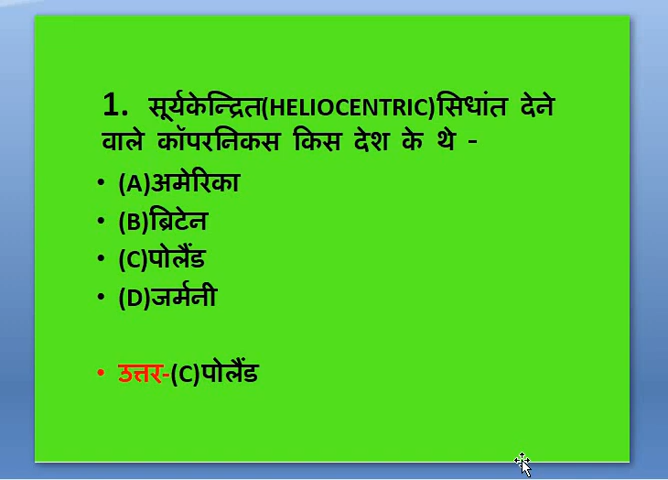 1. सूर्यकेन्द्रित(HELIOCENTRIC)सिधांत देने
वाले कॉपरनिकस किस देश के थे -
• (A)अमेरिका
• (B)ब्रिटेन
• (C)पोलैंड
• (D)जर्मनी
• उत्तर-(C)पोलैंड